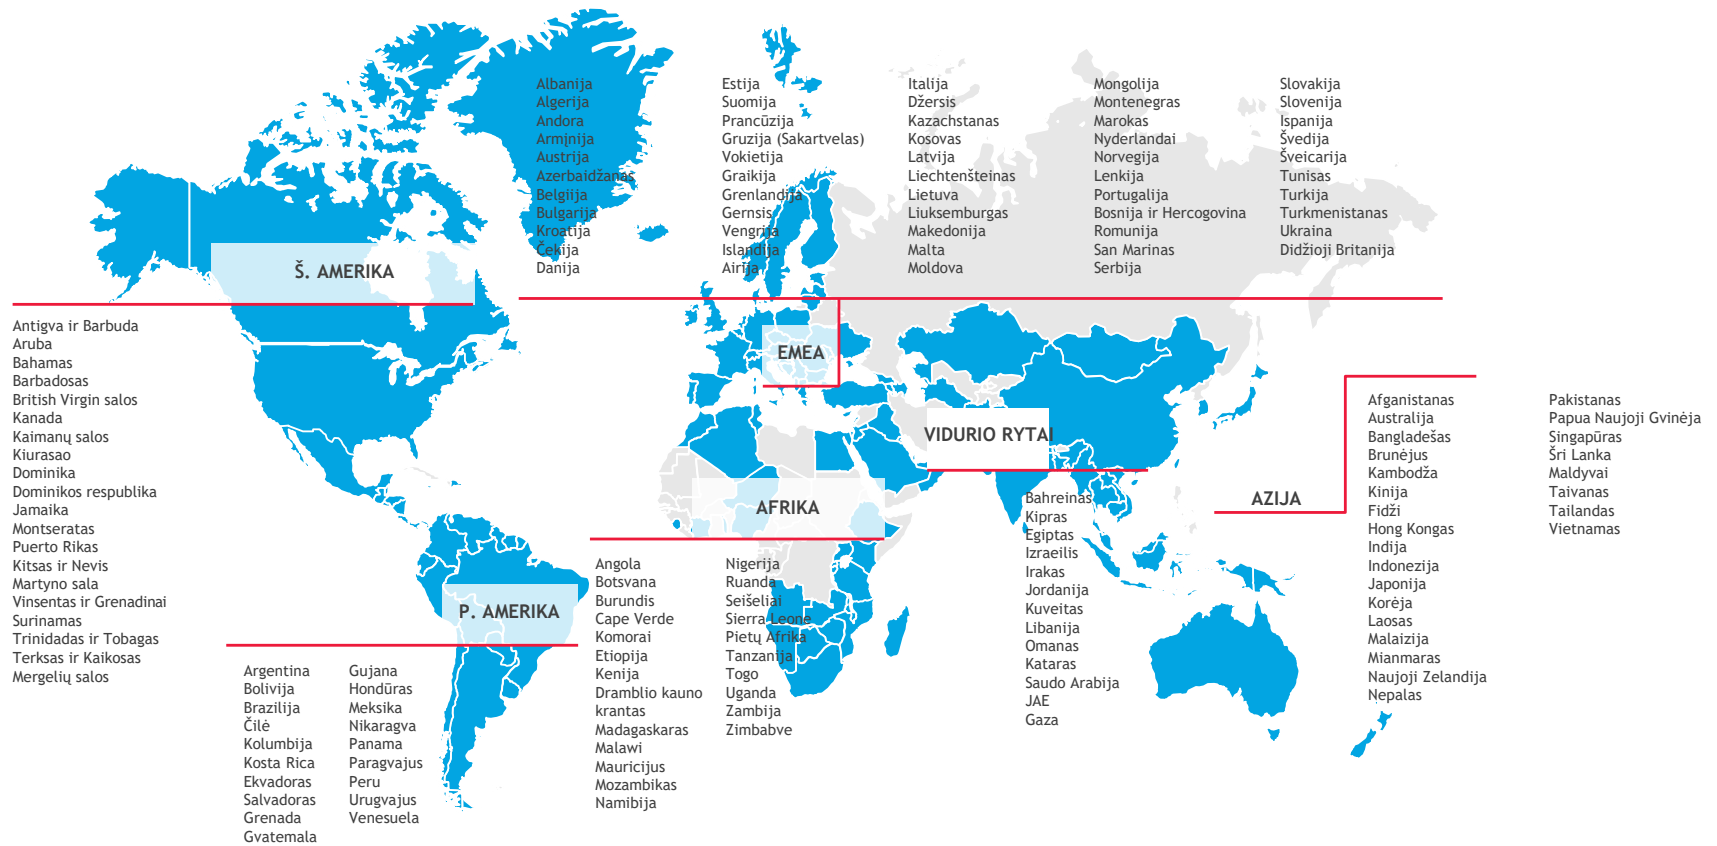 Albanija
Algerija
Andora
Armįnija
Austrija
Azerbaidžanas
Belgiija
Bulgarija
Kroatija
Čekija
Danija
Estija
Suomija
Prancūzija
Gruzija (Sakartvelas)
Vokietija
Graikija
Grenlandija
Gernsis
Vengrija
Islandija
Airija
Italija
Džersis
Kazachstanas
Kosovas
Latvija
Liechtenšteinas
Lietuva
Liuksemburgas
Makedonija
Malta
Moldova
Mongolija
Montenegras
Marokas
Nyderlandai
Norvegija
Lenkija
Portugalija
Bosnija ir Hercogovina
Romunija
San Marinas
Serbija
Slovakija
Slovenija
Ispanija
Švedija
Šveicarija
Tunisas
Turkija
Turkmenistanas
Ukraina
Didžioji Britanija
Š. AMERIKA
Antigva ir Barbuda
Aruba
Bahamas
Barbadosas
British Virgin salos
Kanada
Kaimanų salos
Kiurasao
Dominika
Dominikos respublika
Jamaika
Montseratas
Puerto Rikas
Kitsas ir Nevis
Martyno sala
Vinsentas ir Grenadinai
Surinamas
Trinidadas ir Tobagas
Terksas ir Kaikosas
Mergelių salos
EMEA
VIDURIO RYTAI
Bahreinas
Kipras
Egiptas
Izraeilis
Irakas
Jordanija
Kuveitas
Libanija
Omanas
Kataras
Saudo Arabija
JAE
Gaza
AZIJA
Afganistanas
Australija
Bangladešas
Brunėjus
Kambodža
Kinija
Fidži
Hong Kongas
Indija
Indonezija
Japonija
Korėja
Laosas
Malaizija
Mianmaras
Naujoji Zelandija
Nepalas
Pakistanas
Papua Naujoji Gvinėja
Singapūras
Šri Lanka
Maldyvai
Taivanas
Tailandas
Vietnamas
AFRIKA
Angola
Botsvana
Burundis
Cape Verde
Komorai
Etiopija
Kenija
Dramblio kauno
krantas
Madagaskaras
Malawi
Mauricijus
Mozambikas
Namibija
Nigerija
Ruanda
Seišeliai
Sierra Leone
Pietų Afrika
Tanzanija
Togo
Uganda
Zambija
Zimbabve
P. AMERIKA
Argentina
Bolivija
Brazilija
Čilė
Kolumbija
Kosta Rica
Ekvadoras
Salvadoras
Grenada
Gvatemala
Gujana
Hondūras
Meksika
Nikaragva
Panama
Paragvajus
Peru
Urugvajus
Venesuela